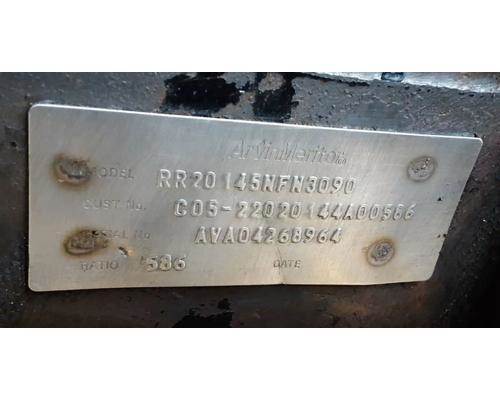 ArvinMeritor
MODEL RR20145NFN3090
CUST. No. C05-22020144A00586
SERIAL No AVA04268964
RATIO 586 DATE